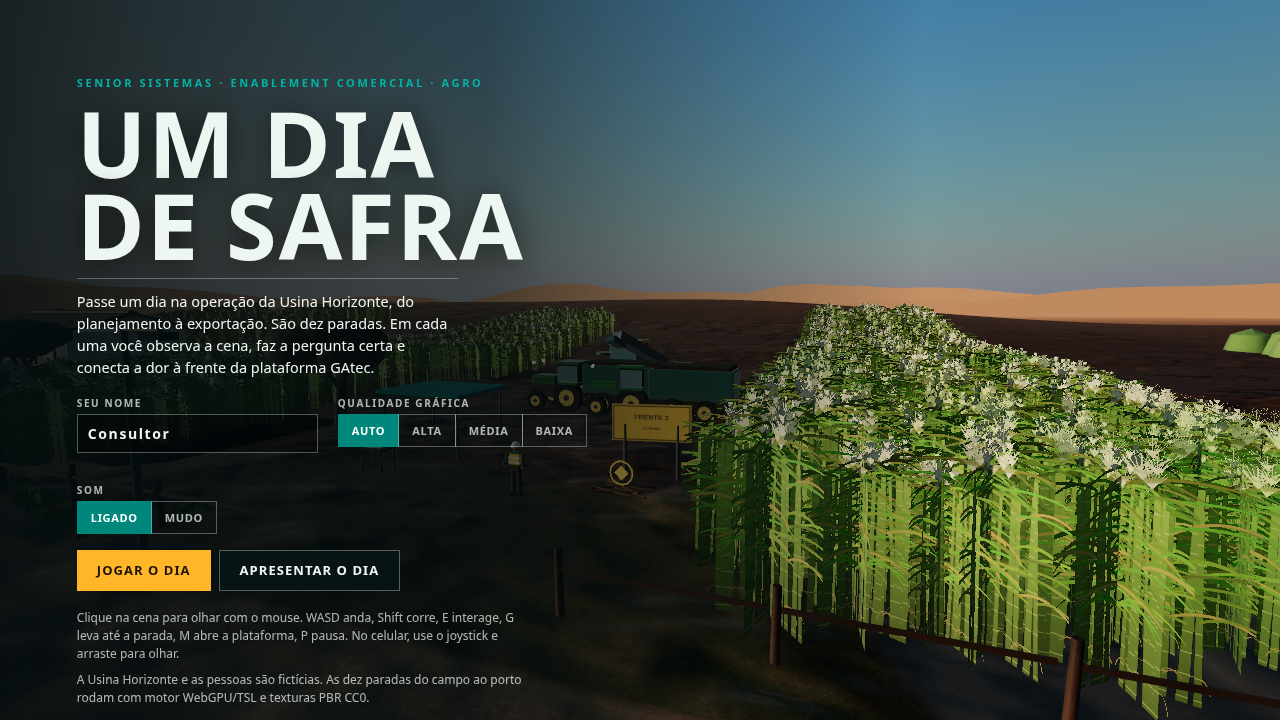 SENIOR SISTEMAS · ENABLEMENT COMERCIAL · AGRO
UM DIA
DE SAFRA
Passe um dia na operação da Usina Horizonte, do
planejamento à exportação. São dez paradas. Em cada
uma você observa a cena, faz a pergunta certa e
conecta a dor à frente da plataforma GAtec.
SEU NOME
Consultor
QUALIDADE GRÁFICA
AUTO ALTA MÉDIA BAIXA
SOM
LIGADO MUDO
JOGAR O DIA APRESENTAR O DIA
Clique na cena para olhar com o mouse. WASD anda, Shift corre, E interage, G
leva até a parada, M abre a plataforma, P pausa. No celular, use o joystick e
arraste para olhar.
A Usina Horizonte e as pessoas são fictícias. As dez paradas do campo ao porto
rodam com motor WebGPU/TSL e texturas PBR CC0.
FRENTE 3